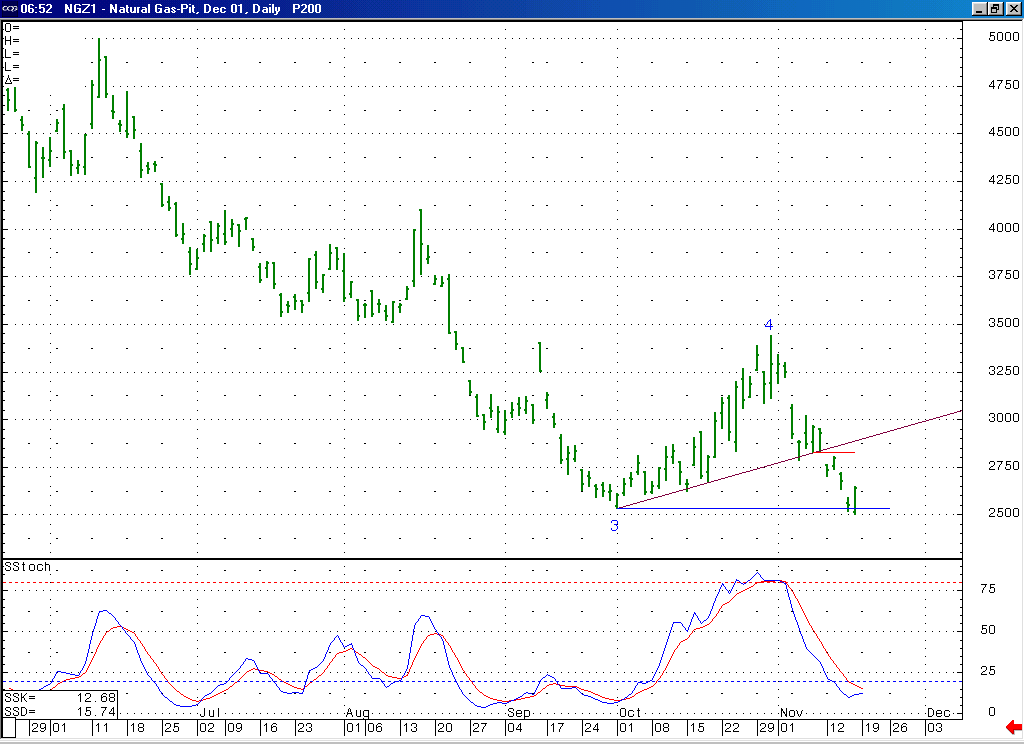 CQG 06:52 NGZ1 - Natural Gas-Pit, Dec 01, Daily P200
O=
H=
L=
L=
Δ=
5000
4750
4500
4250
4000
3750
3500
3250
3000
2750
2500
4
3
SStoch
75
50
25
0
SSK= 12.68
SSD= 15.74
Jul Aug Sep Oct Nov Dec
29 01 11 18 25 02 09 16 23 01 06 13 20 27 04 17 24 01 08 15 22 29 01 12 19 26 03